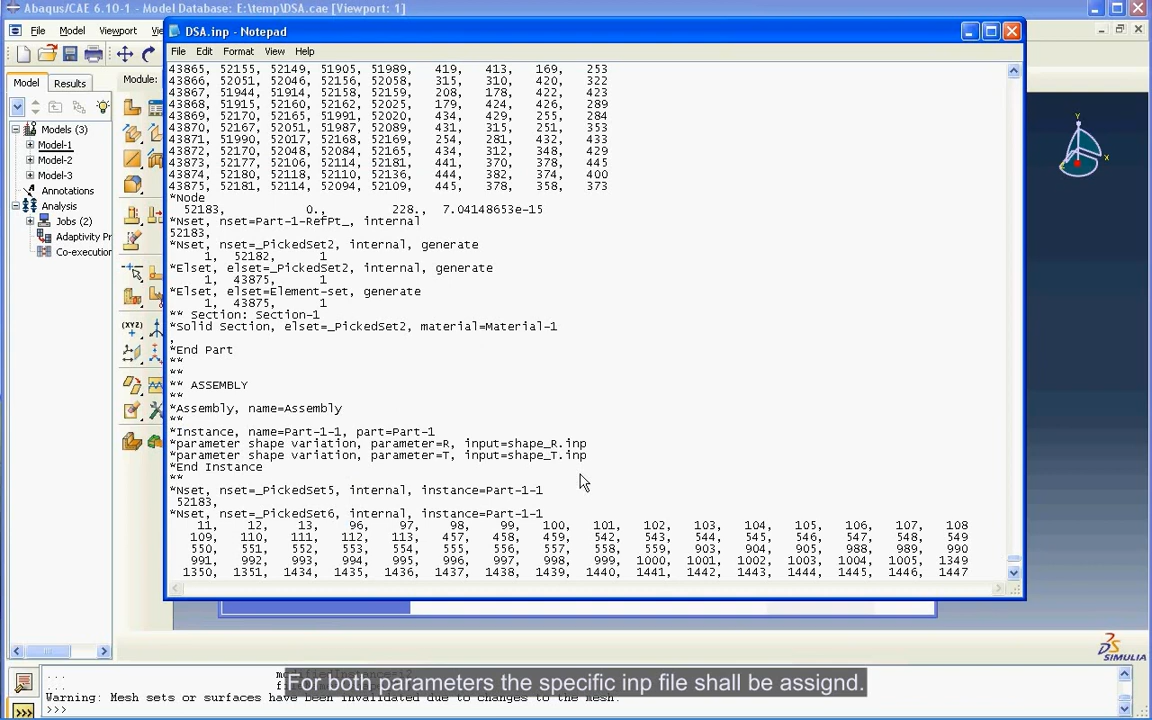 Abaqus/CAE 6.10-1 - Model Database: E:\temp\DSA.cae [Viewport: 1]
File Model Viewport Vie
Module:
Model Results
Models (3)
Model-1
Model-2
Model-3
Annotations
Analysis
Jobs (2)
Adaptivity Pr
Co-execution
DSA.inp - Notepad
File Edit Format View Help
43865, 52155, 52149, 51905, 51989, 419, 413, 169, 253
43866, 52051, 52046, 52156, 52058, 315, 310, 420, 322
43867, 51944, 51914, 52158, 52159, 208, 178, 422, 423
43868, 51915, 52160, 52162, 52025, 179, 424, 426, 289
43869, 52170, 52165, 51991, 52020, 434, 429, 255, 284
43870, 52167, 52051, 51987, 52089, 431, 315, 251, 353
43871, 51990, 52017, 52168, 52169, 254, 281, 432, 433
43872, 52170, 52048, 52084, 52165, 434, 312, 348, 429
43873, 52177, 52106, 52114, 52181, 441, 370, 378, 445
43874, 52180, 52118, 52110, 52136, 444, 382, 374, 400
43875, 52181, 52114, 52094, 52109, 445, 378, 358, 373
*Node
52183, 0., 228., 7.04148653e-15
*Nset, nset=Part-1-RefPt_, internal
52183,
*Nset, nset=_PickedSet2, internal, generate
1, 52182, 1
*Elset, elset=_PickedSet2, internal, generate
1, 43875, 1
*Elset, elset=Element-set, generate
1, 43875, 1
** Section: Section-1
*Solid Section, elset=_PickedSet2, material=Material-1
,
*End Part
**
**
** ASSEMBLY
**
*Assembly, name=Assembly
**
*Instance, name=Part-1-1, part=Part-1
*parameter shape variation, parameter=R, input=shape_R.inp
*parameter shape variation, parameter=T, input=shape_T.inp
*End Instance
**
*Nset, nset=_PickedSet5, internal, instance=Part-1-1
52183,
*Nset, nset=_PickedSet6, internal, instance=Part-1-1
11, 12, 13, 96, 97, 98, 99, 100, 101, 102, 103, 104, 105, 106, 107, 108
109, 110, 111, 112, 113, 457, 458, 459, 542, 543, 544, 545, 546, 547, 548, 549
550, 551, 552, 553, 554, 555, 556, 557, 558, 559, 903, 904, 905, 988, 989, 990
991, 992, 993, 994, 995, 996, 997, 998, 999, 1000, 1001, 1002, 1003, 1004, 1005, 1349
1350, 1351, 1434, 1435, 1436, 1437, 1438, 1439, 1440, 1441, 1442, 1443, 1444, 1445, 1446, 1447
(XYZ)
Y
X
SIMULIA
...
...
Warning: Mesh sets or surfaces have been invalidated due to changes to the mesh.
>>>
For both parameters the specific inp file shall be assignd.